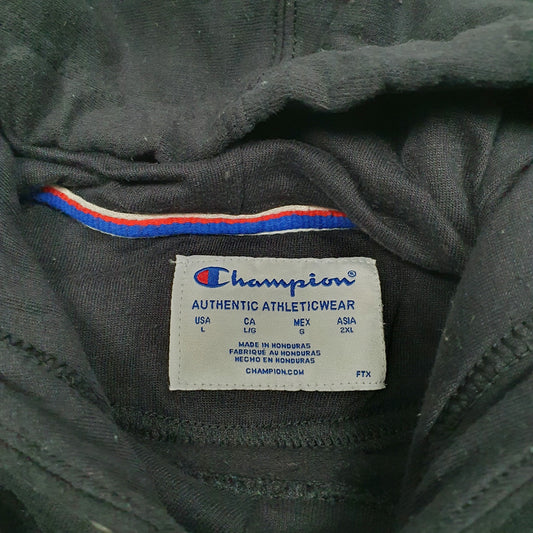 Champion®
AUTHENTIC ATHLETICWEAR
USA CA MEX ASIA
L L/G G 2XL
MADE IN HONDURAS
FABRIQUÉ AU HONDURAS
HECHO EN HONDURAS
CHAMPION.COM
FTX